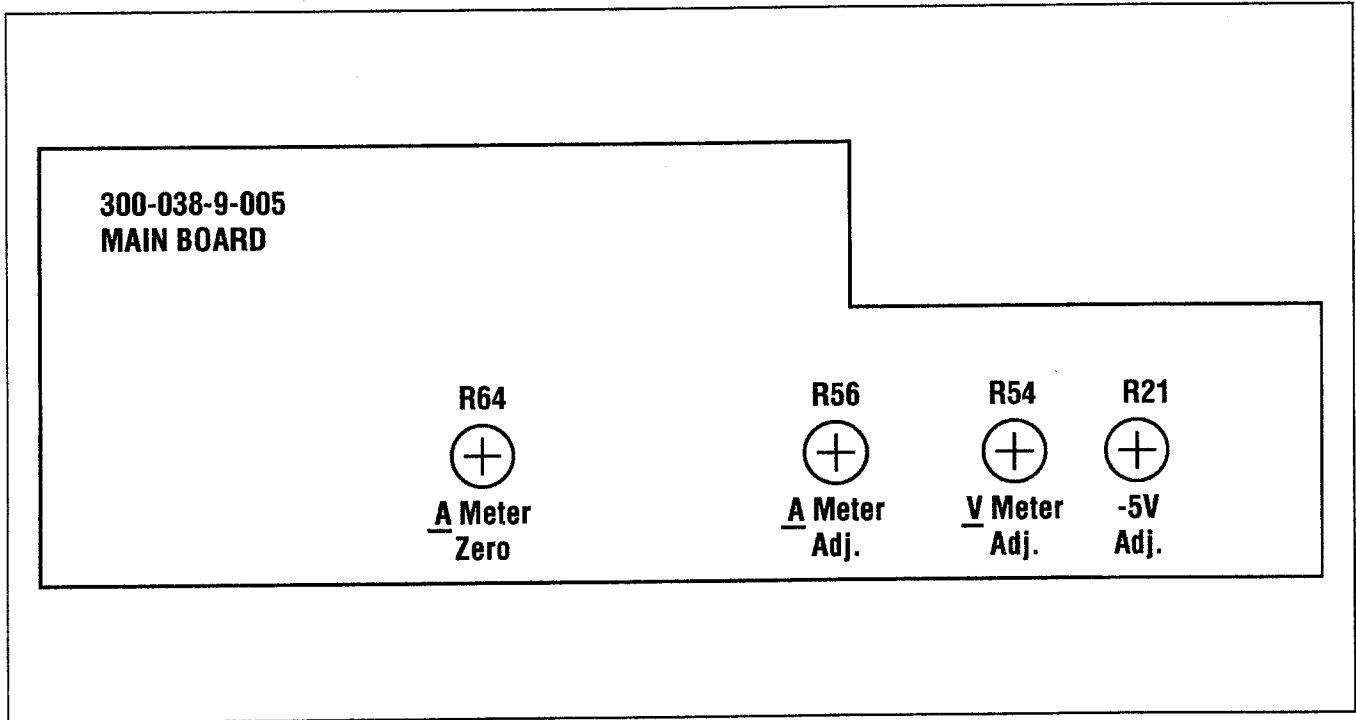 300-038-9-005
MAIN BOARD
R64
A Meter
Zero
R56
A Meter
Adj.
R54
V Meter
Adj.
R21
-5V
Adj.